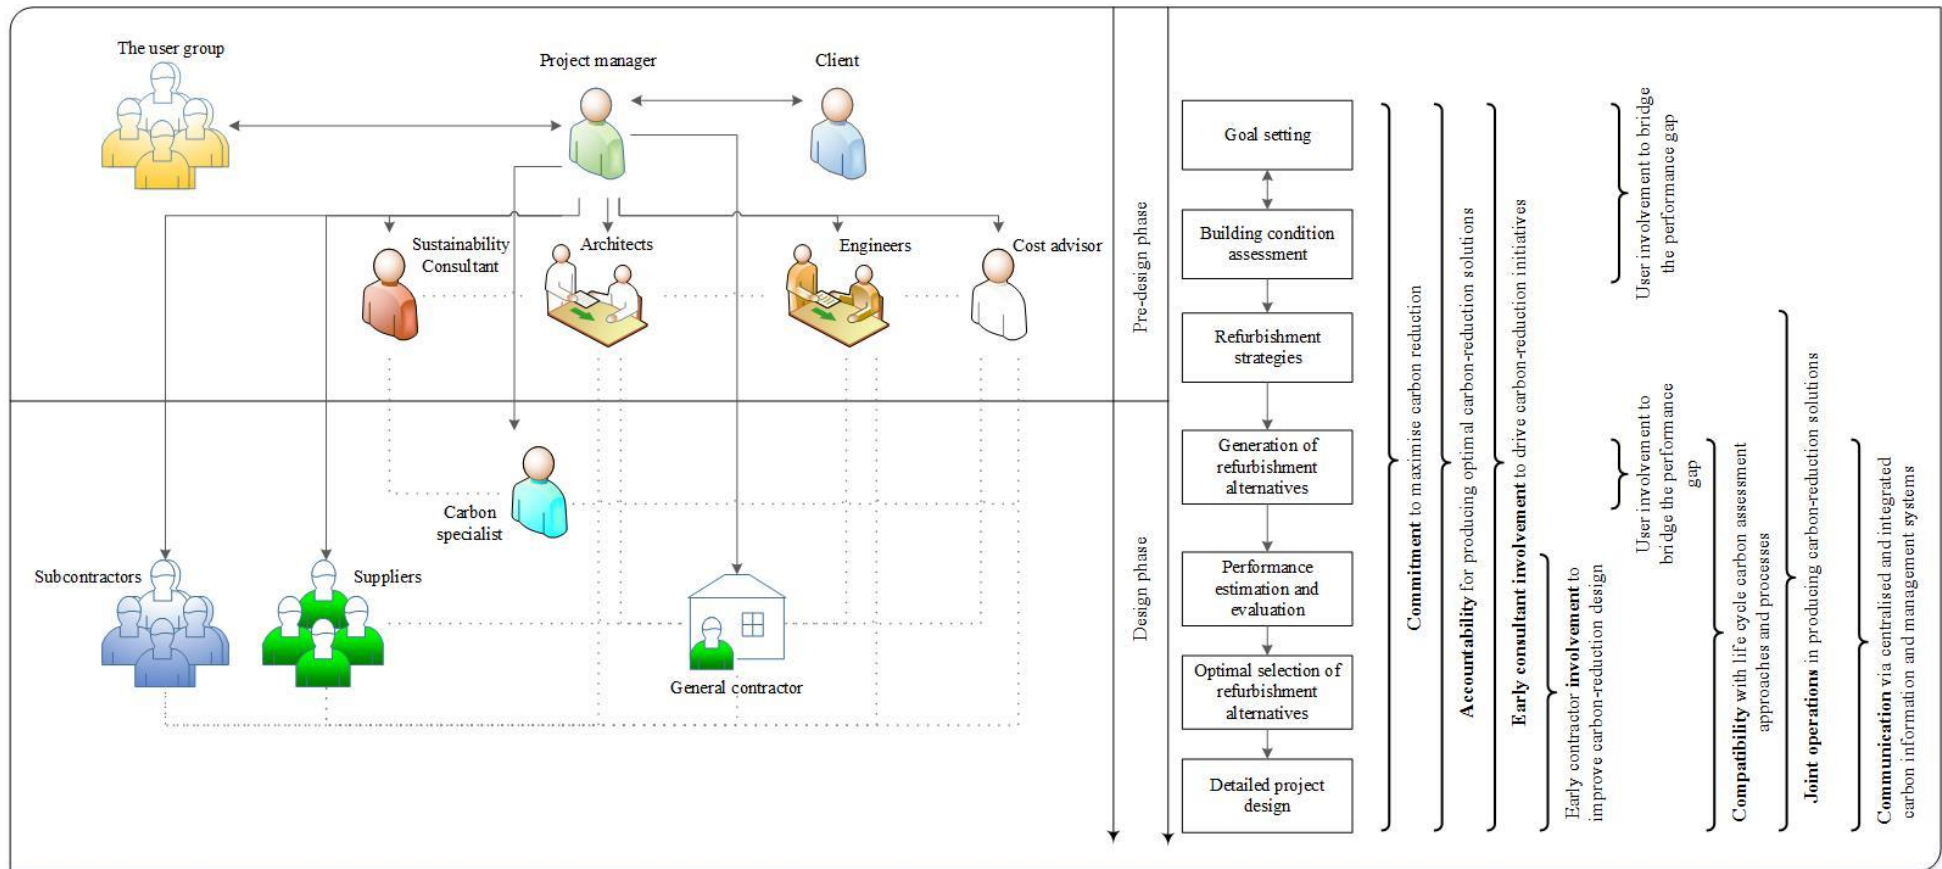 The user group
Project manager
Client
Sustainability
Consultant
Architects
Engineers
Cost advisor
Carbon
specialist
Subcontractors
Suppliers
General contractor
Pre-design phase
Design phase
Goal setting
Building condition
assessment
Refurbishment
strategies
Generation of
refurbishment
alternatives
Performance
estimation and
evaluation
Optimal selection of
refurbishment
alternatives
Detailed project
design
Commitment to maximise carbon reduction
Accountability for producing optimal carbon-reduction solutions
Early consultant involvement to drive carbon-reduction initiatives
Early contractor involvement to
improve carbon-reduction design
User involvement to bridge
the performance gap
User involvement to
bridge the performance
gap
Compatibility with life cycle carbon assessment
approaches and processes
Joint operations in producing carbon-reduction solutions
Communication via centralised and integrated
carbon information and management systems